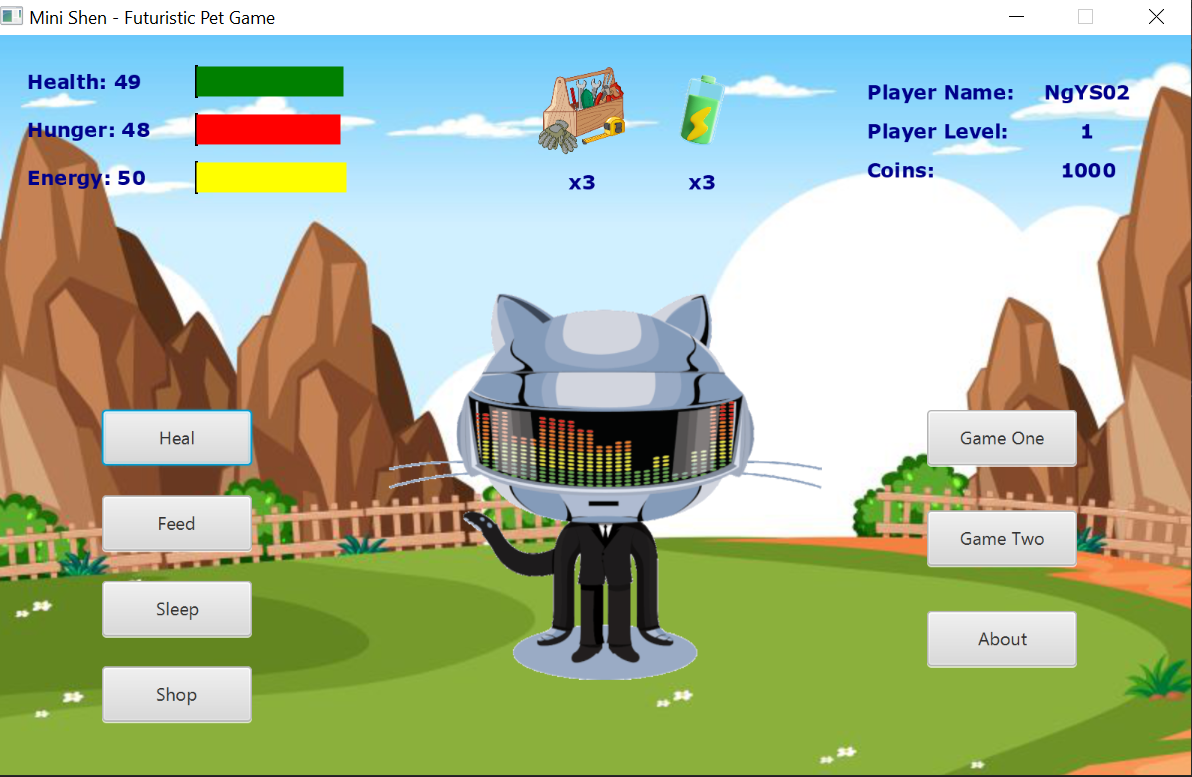 Mini Shen - Futuristic Pet Game
Health: 49
Hunger: 48
Energy: 50
x3
x3
Player Name: NgYS02
Player Level: 1
Coins: 1000
Heal
Feed
Sleep
Shop
Game One
Game Two
About